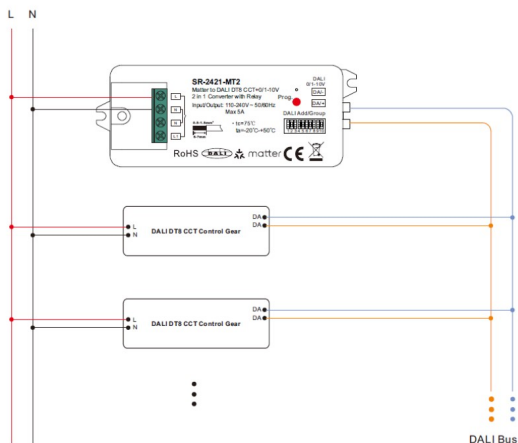 L N
SR-2421-MT2
Matter to DALI DT8 CCT+0/1-10V
2 in 1 Converter with Relay
Input/Output: 110-240V ~ 50/60Hz
Max 5A
L
N
N
L1
• tc=75°C
ta=-20°C-+50°C
Prog.
DALI
0/1-10V
DA/-
DA/+
DALI Add/Group
RoHS DALI matter CE
DALI DT8 CCT Control Gear
L
N
DA
DA
DALI DT8 CCT Control Gear
L
N
DA
DA
DALI Bus